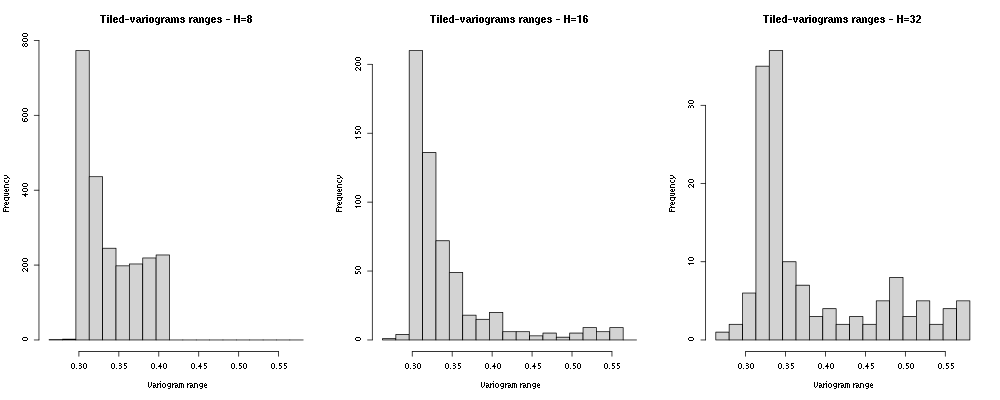 Tiled-variograms ranges - H=8
Frequency
800
600
400
200
0
0.30 0.35 0.40 0.45 0.50 0.55
Variogram range
Tiled-variograms ranges - H=16
Frequency
200
150
100
50
0
0.30 0.35 0.40 0.45 0.50 0.55
Variogram range
Tiled-variograms ranges - H=32
Frequency
30
20
10
0
0.30 0.35 0.40 0.45 0.50 0.55
Variogram range